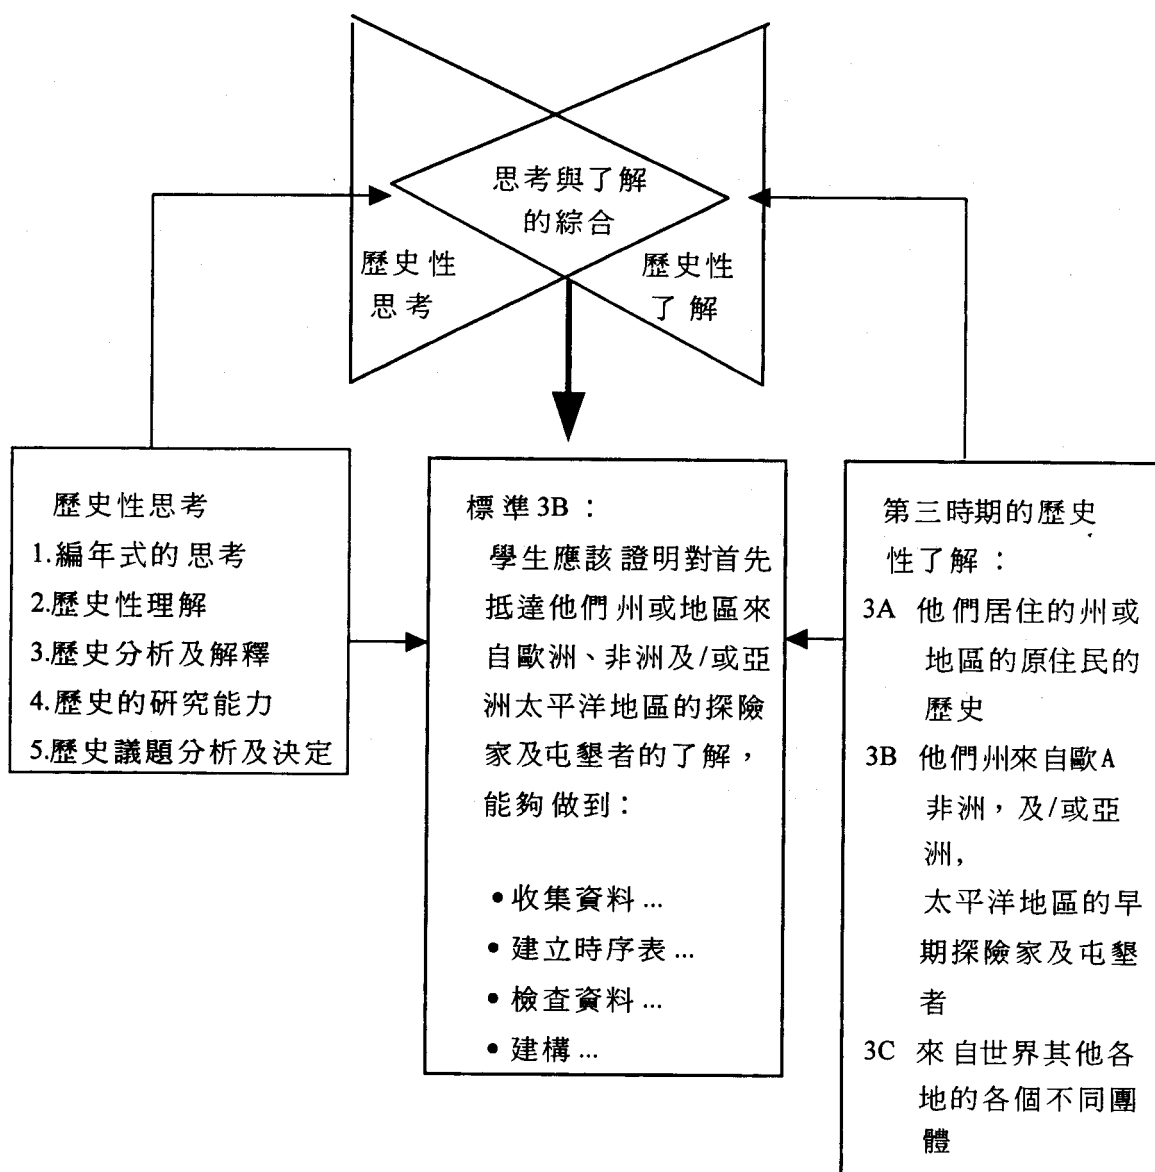 思考與了解
的綜合
歷史性
思考
歷史性
了解
歷史性思考
1.編年式的思考
2.歷史性理解
3.歷史分析及解釋
4.歷史的研究能力
5.歷史議題分析及決定
標準3B：
學生應該證明對首先
抵達他們州或地區來
自歐洲、非洲及/或亞
洲太平洋地區的探險
家及屯墾者的了解，
能夠做到：
•收集資料...
•建立時序表...
•檢查資料...
•建構...
第三時期的歷史
性了解：
3A 他們居住的州或
地區的原住民的
歷史
3B 他們州來自歐A
非洲，及/或亞
洲,
太平洋地區的早
期探險家及屯墾
者
3C 來自世界其他各
地的各個不同團
體